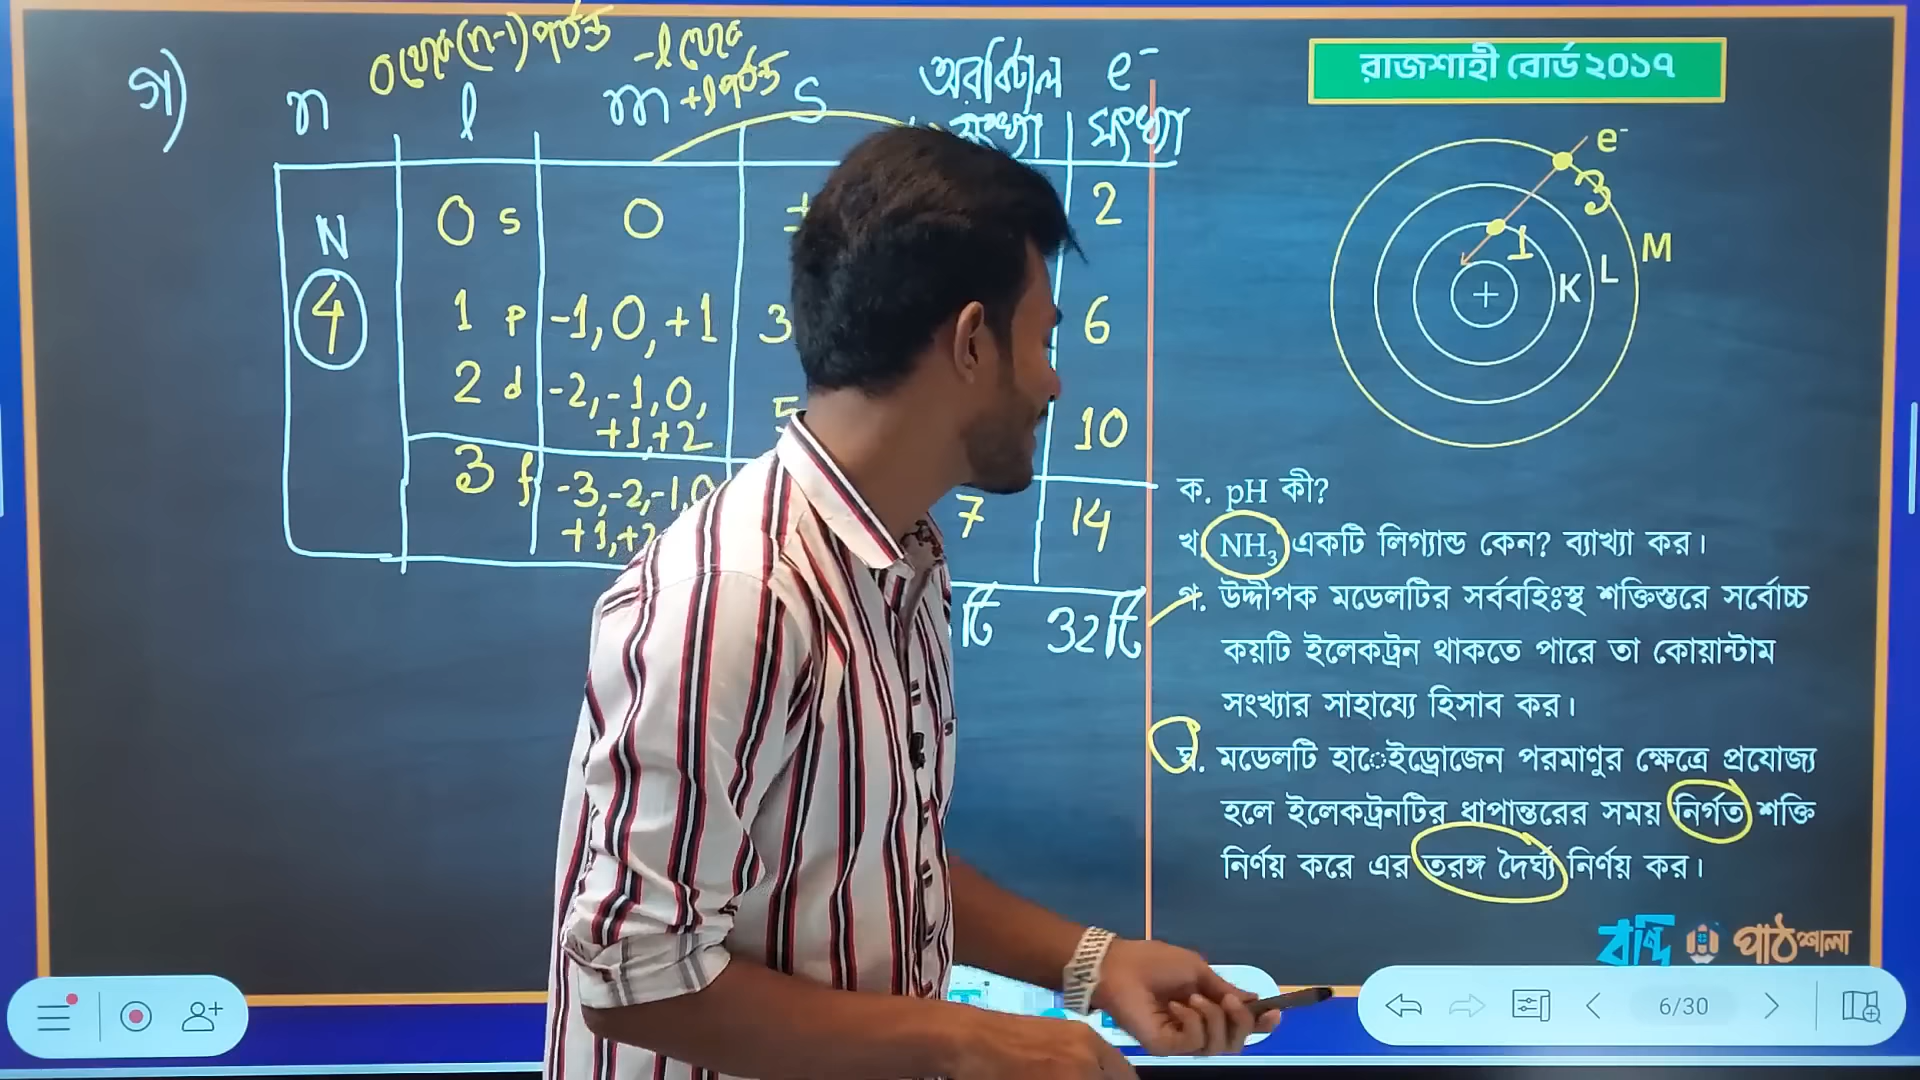 গ)
n
l
0 থেকে (n-1) পর্যন্ত
m
-l থেকে
+l পর্যন্ত
s
অরবিটাল
সংখ্যা
e⁻
সংখ্যা
N
4
0 s
0
±
2
1 p
-1, 0, +1
3
6
2 d
-2, -1, 0,
+1, +2
5
10
3 f
-3, -2, -1, 0
+1, +2
7
14
টি
32টি
রাজশাহী বোর্ড ২০১৭
e⁻
3
1
K
L
M
+
ক. pH কী?
খ. NH₃ একটি লিগ্যান্ড কেন? ব্যাখ্যা কর।
গ. উদ্দীপক মডেলটির সর্ববহিঃস্থ শক্তিস্তরে সর্বোচ্চ
কয়টি ইলেকট্রন থাকতে পারে তা কোয়ান্টাম
সংখ্যার সাহায্যে হিসাব কর।
ঘ. মডেলটি হােইড্রোজেন পরমাণুর ক্ষেত্রে প্রযোজ্য
হলে ইলেকট্রনটির ধাপান্তরের সময় নির্গত শক্তি
নির্ণয় করে এর তরঙ্গ দৈর্ঘ্য নির্ণয় কর।
বন্দি পাঠশালা
6/30